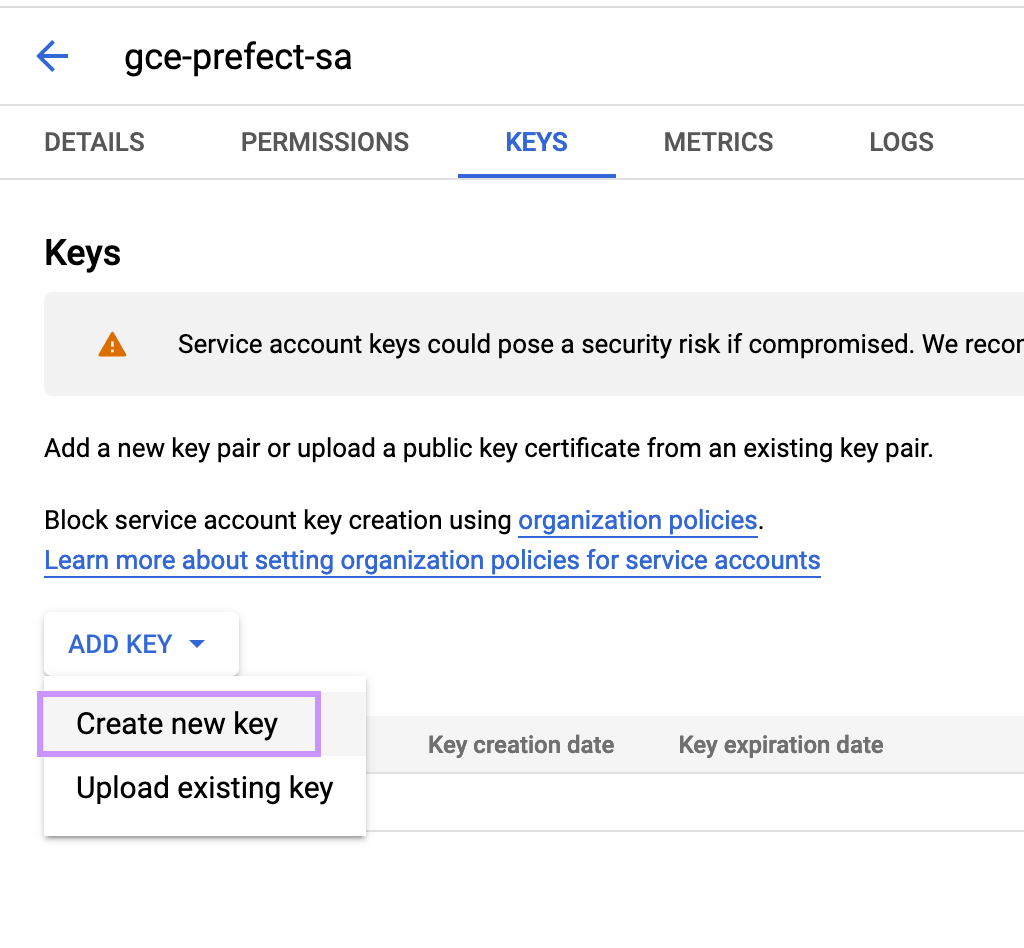 gce-prefect-sa
DETAILS PERMISSIONS KEYS METRICS LOGS
Keys
Service account keys could pose a security risk if compromised. We
Add a new key pair or upload a public key certificate from an existing key pair.
Block service account key creation using organization policies.
Learn more about setting organization policies for service accounts
ADD KEY
Create new key
Key creation date Key expiration date
Upload existing key